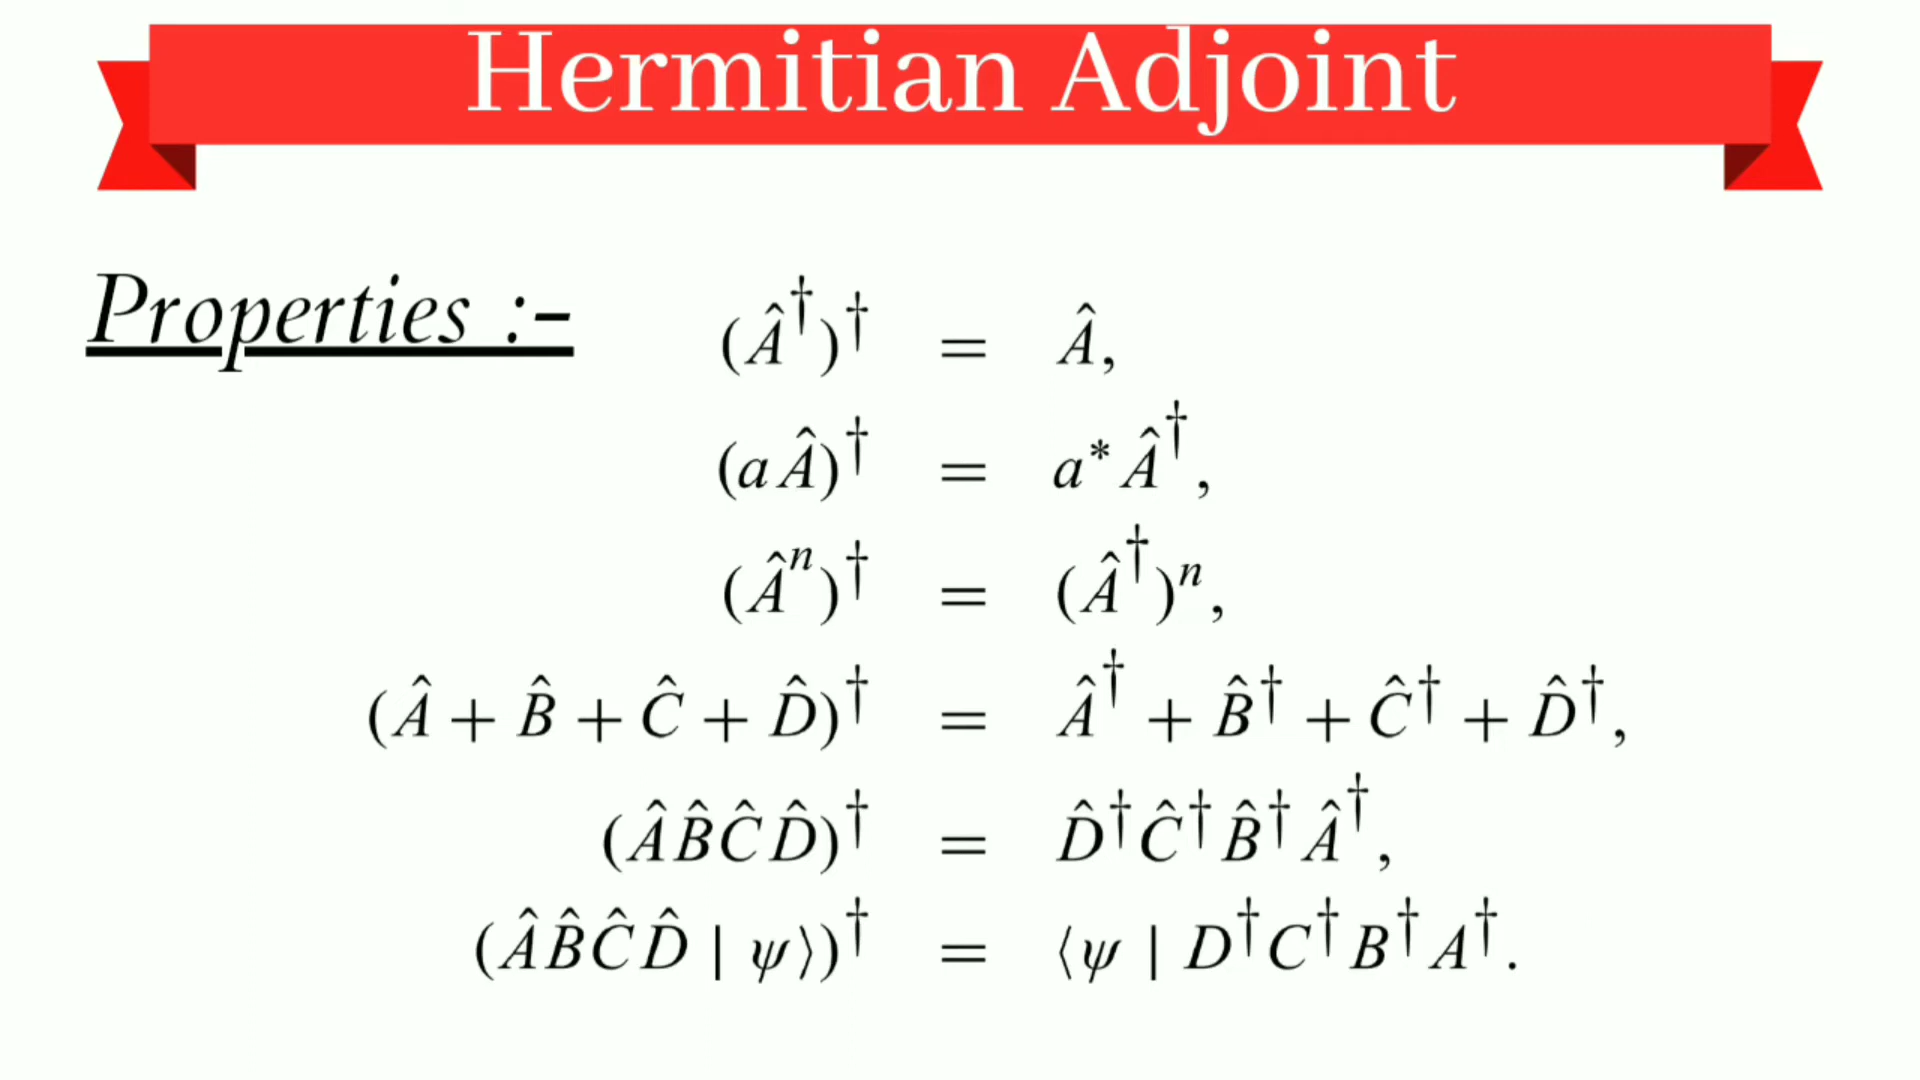 Hermitian Adjoint
Properties :-
(Â†)† = Â,
(aÂ)† = a*Â†,
(Âⁿ)† = (Â†)ⁿ,
(Â + B̂ + Ĉ + D̂)† = Â† + B̂† + Ĉ† + D̂†,
(ÂB̂ĈD̂)† = D̂†Ĉ†B̂†Â†,
(ÂB̂ĈD̂ | ψ⟩)† = ⟨ψ | D†C†B†A†.